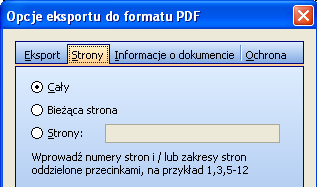 Opcje eksportu do formatu PDF
Eksport Strony Informacje o dokumencie Ochrona
Cały
Bieżąca strona
Strony:
Wprowadź numery stron i / lub zakresy stron
oddzielone przecinkami, na przykład 1,3,5-12